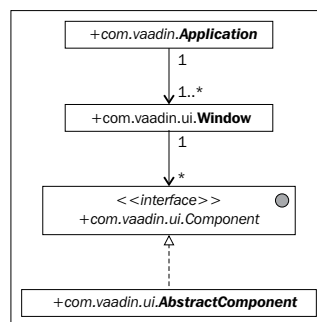 +com.vaadin.Application
1
1..*
+com.vaadin.ui.Window
1
*
<<interface>>
+com.vaadin.ui.Component
+com.vaadin.ui.AbstractComponent